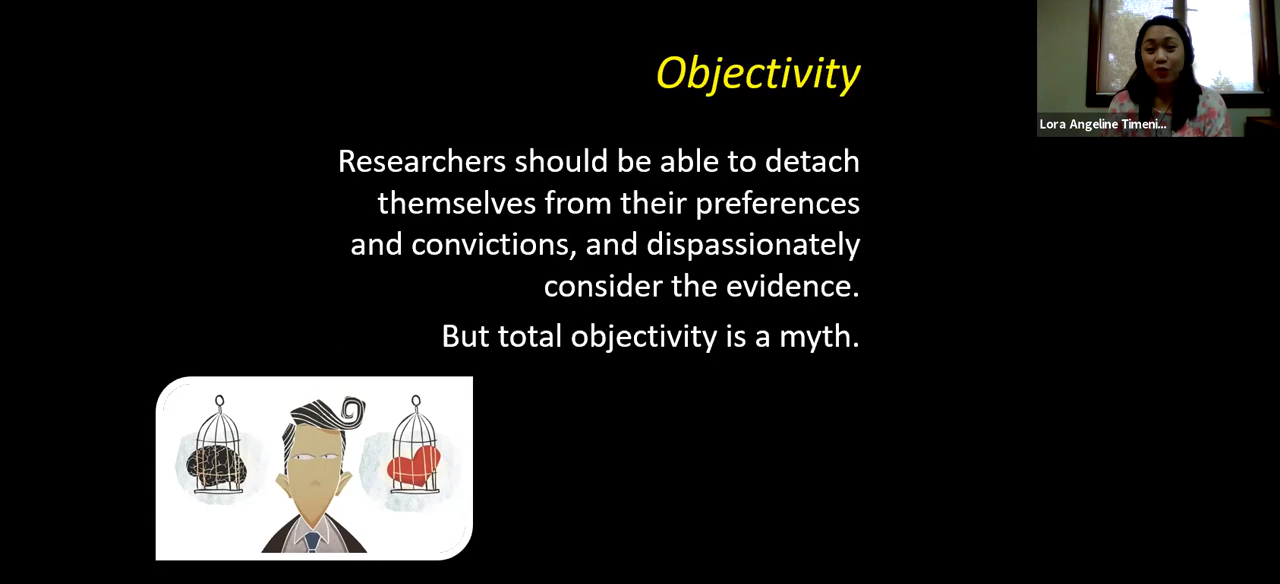 Objectivity
Researchers should be able to detach
themselves from their preferences
and convictions, and dispassionately
consider the evidence.
But total objectivity is a myth.
Lora Angeline Timeni...